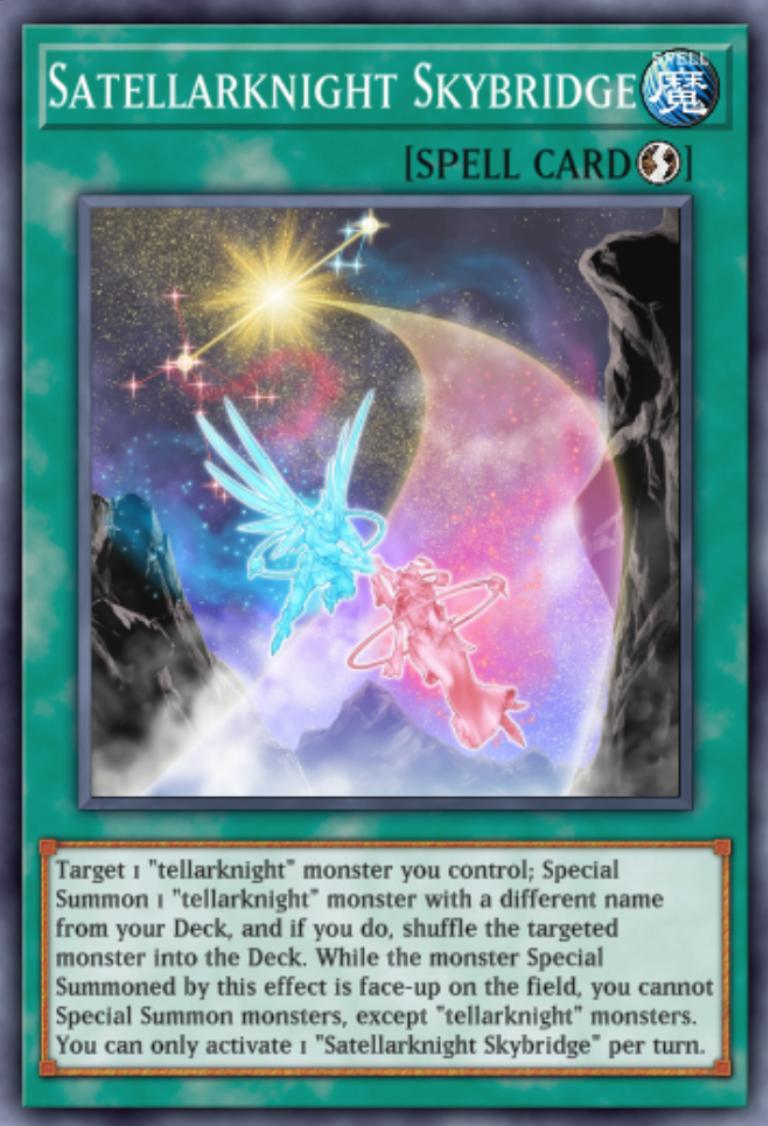 SATELLARKNIGHT SKYBRIDGE
SPELL
魔
[SPELL CARD]
Target 1 "tellarknight" monster you control; Special
Summon 1 "tellarknight" monster with a different name
from your Deck, and if you do, shuffle the targeted
monster into the Deck. While the monster Special
Summoned by this effect is face-up on the field, you cannot
Special Summon monsters, except "tellarknight" monsters.
You can only activate 1 "Satellarknight Skybridge" per turn.